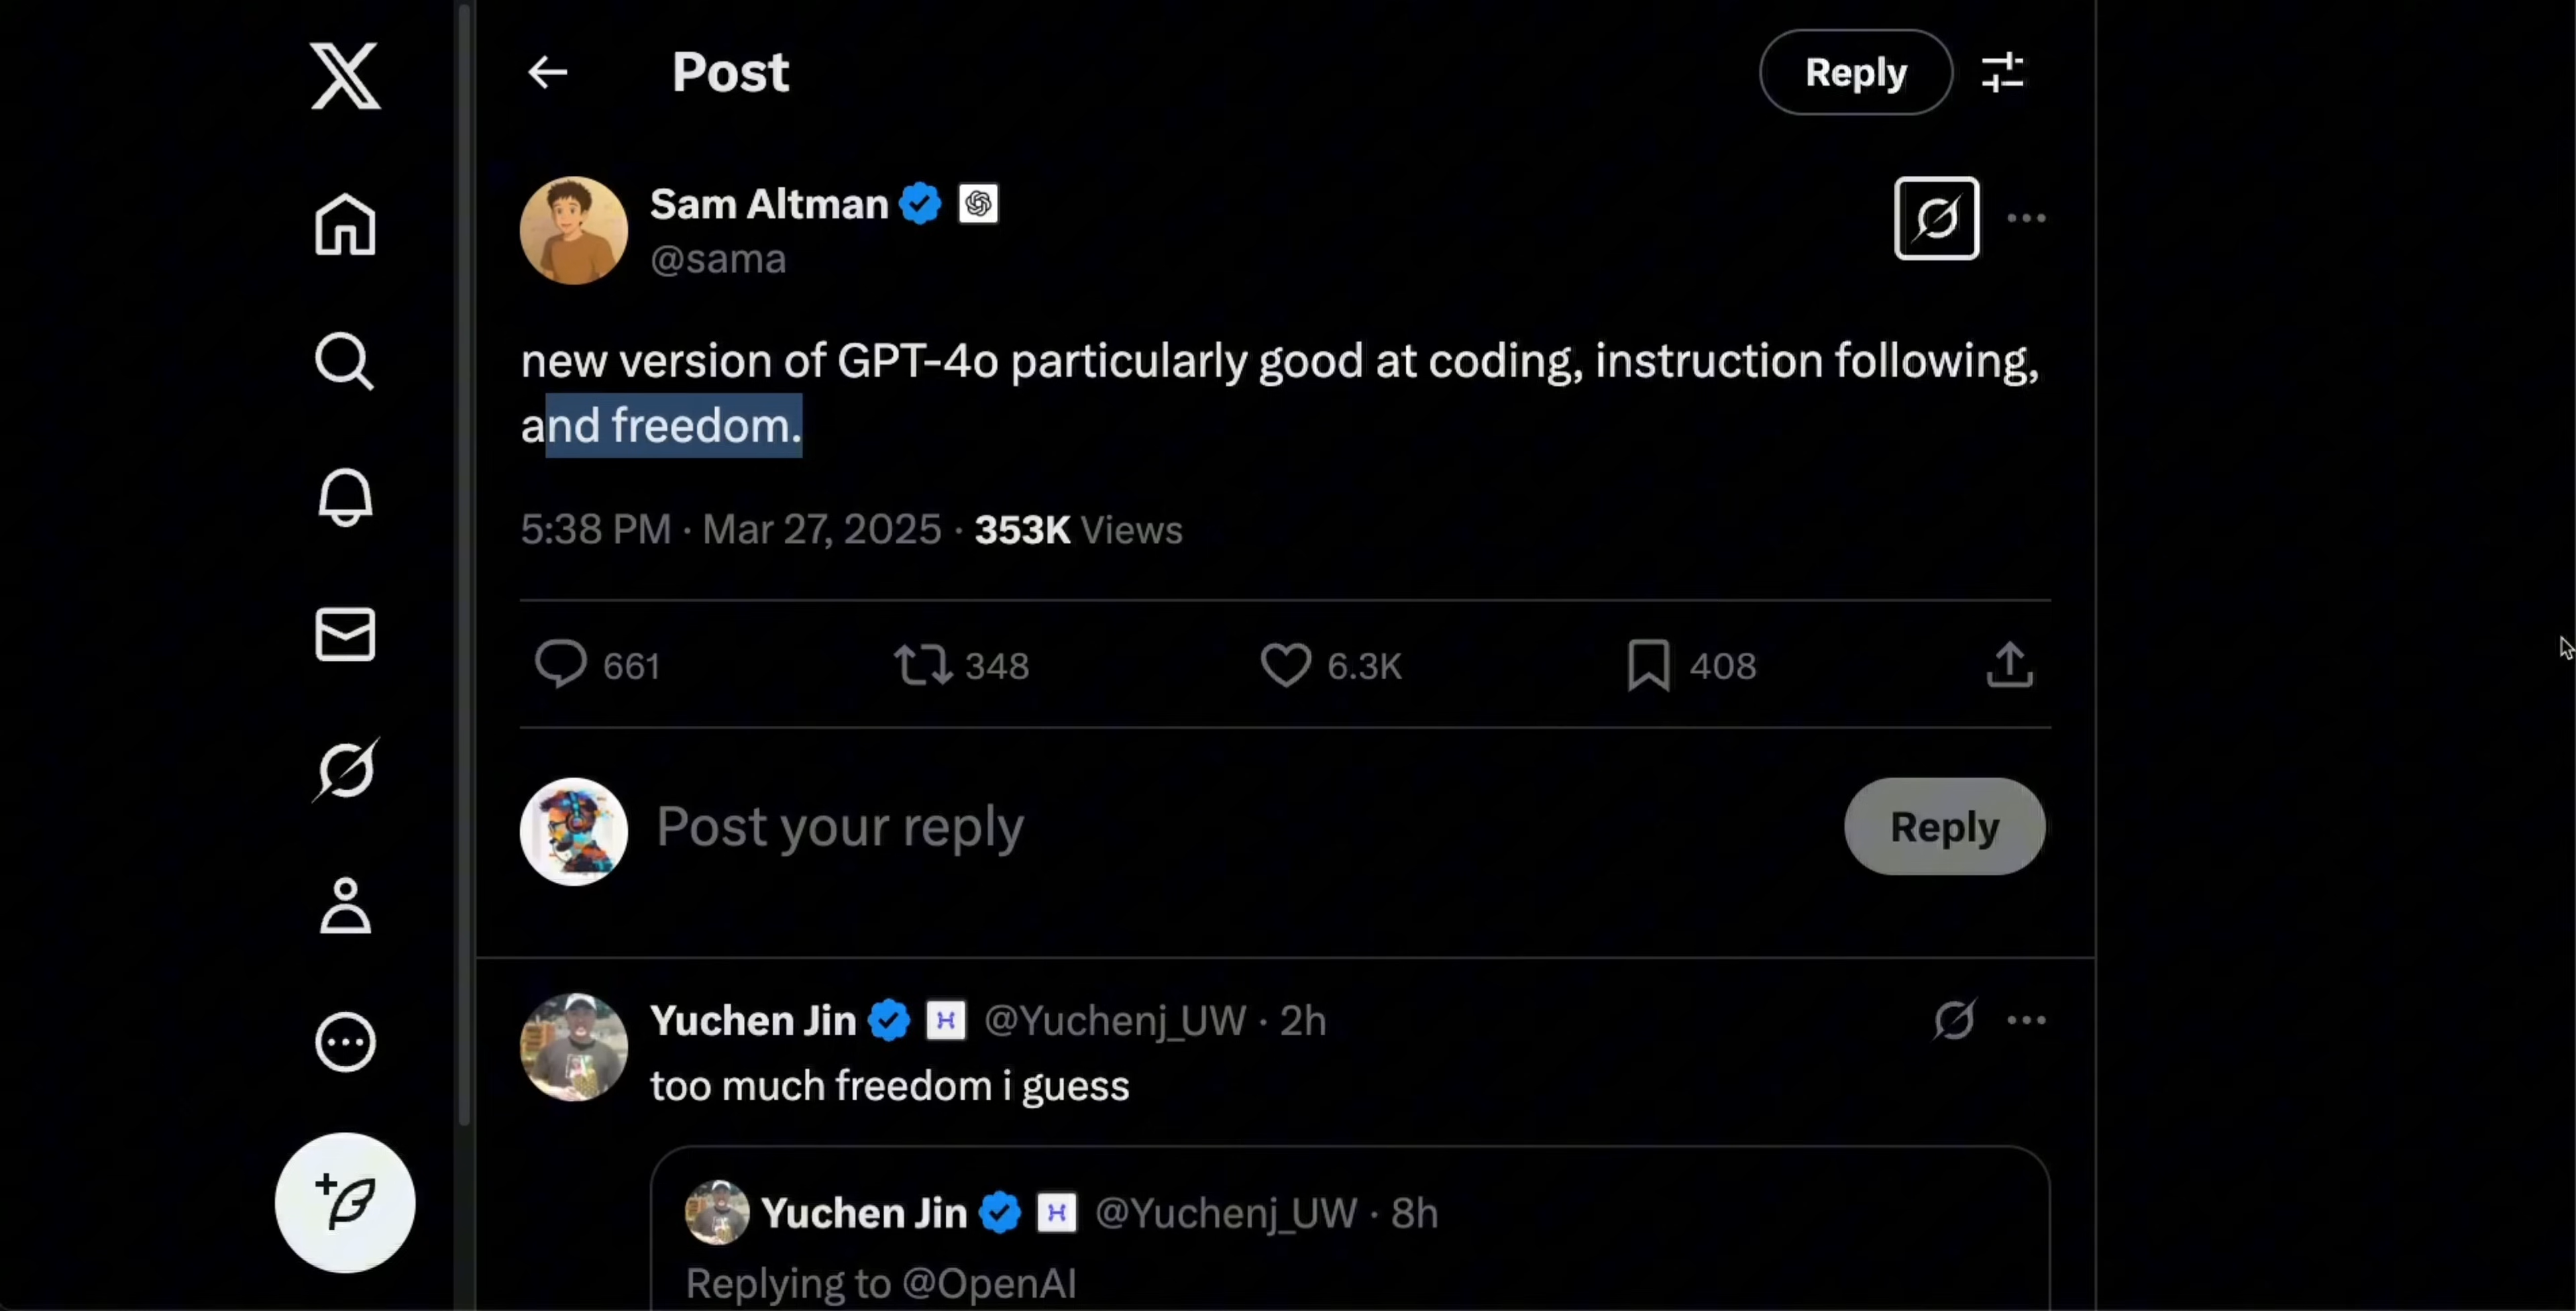 Post
Reply
Sam Altman
@sama
new version of GPT-4o particularly good at coding, instruction following,
and freedom.
5:38 PM · Mar 27, 2025 · 353K Views
661 348 6.3K 408
Post your reply
Reply
Yuchen Jin @Yuchenj_UW · 2h
too much freedom i guess
Yuchen Jin @Yuchenj_UW · 8h
Replying to @OpenAI